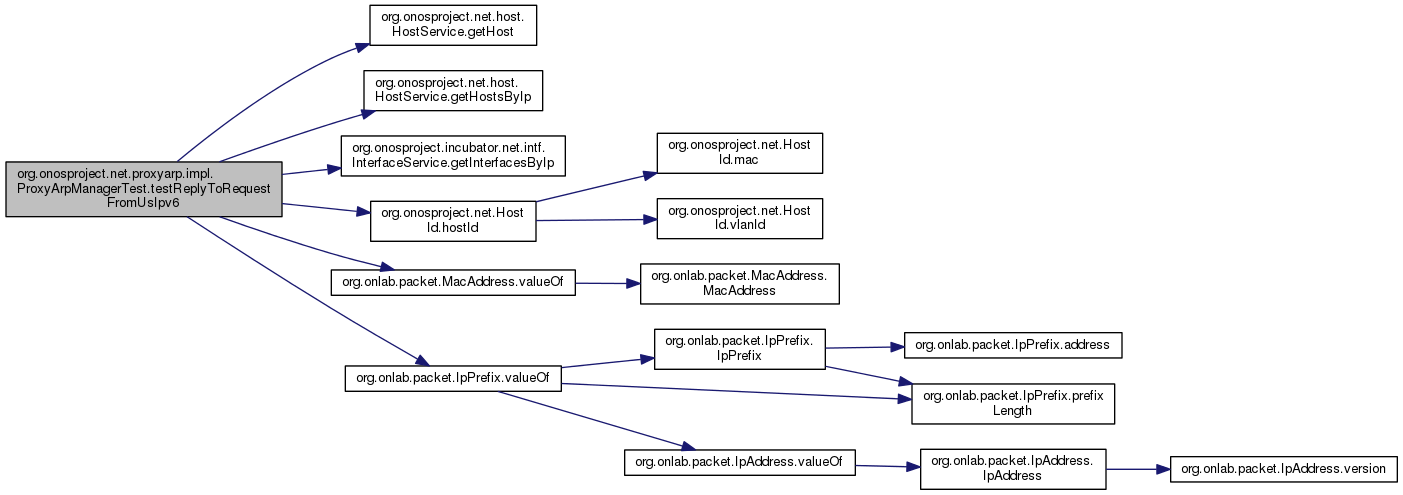 org.onosproject.net.host.
HostService.getHost
org.onosproject.net.host.
HostService.getHostsByIp
org.onosproject.incubator.net.intf.
InterfaceService.getInterfacesByIp
org.onosproject.net.Host
Id.mac
org.onosproject.net.proxyarp.impl.
ProxyArpManagerTest.testReplyToRequest
FromUsIpv6
org.onosproject.net.Host
Id.hostId
org.onosproject.net.Host
Id.vlanId
org.onlab.packet.MacAddress.valueOf
org.onlab.packet.MacAddress.
MacAddress
org.onlab.packet.IpPrefix.valueOf
org.onlab.packet.IpPrefix.
IpPrefix
org.onlab.packet.IpPrefix.address
org.onlab.packet.IpPrefix.prefix
Length
org.onlab.packet.IpAddress.valueOf
org.onlab.packet.IpAddress.
IpAddress
org.onlab.packet.IpAddress.version